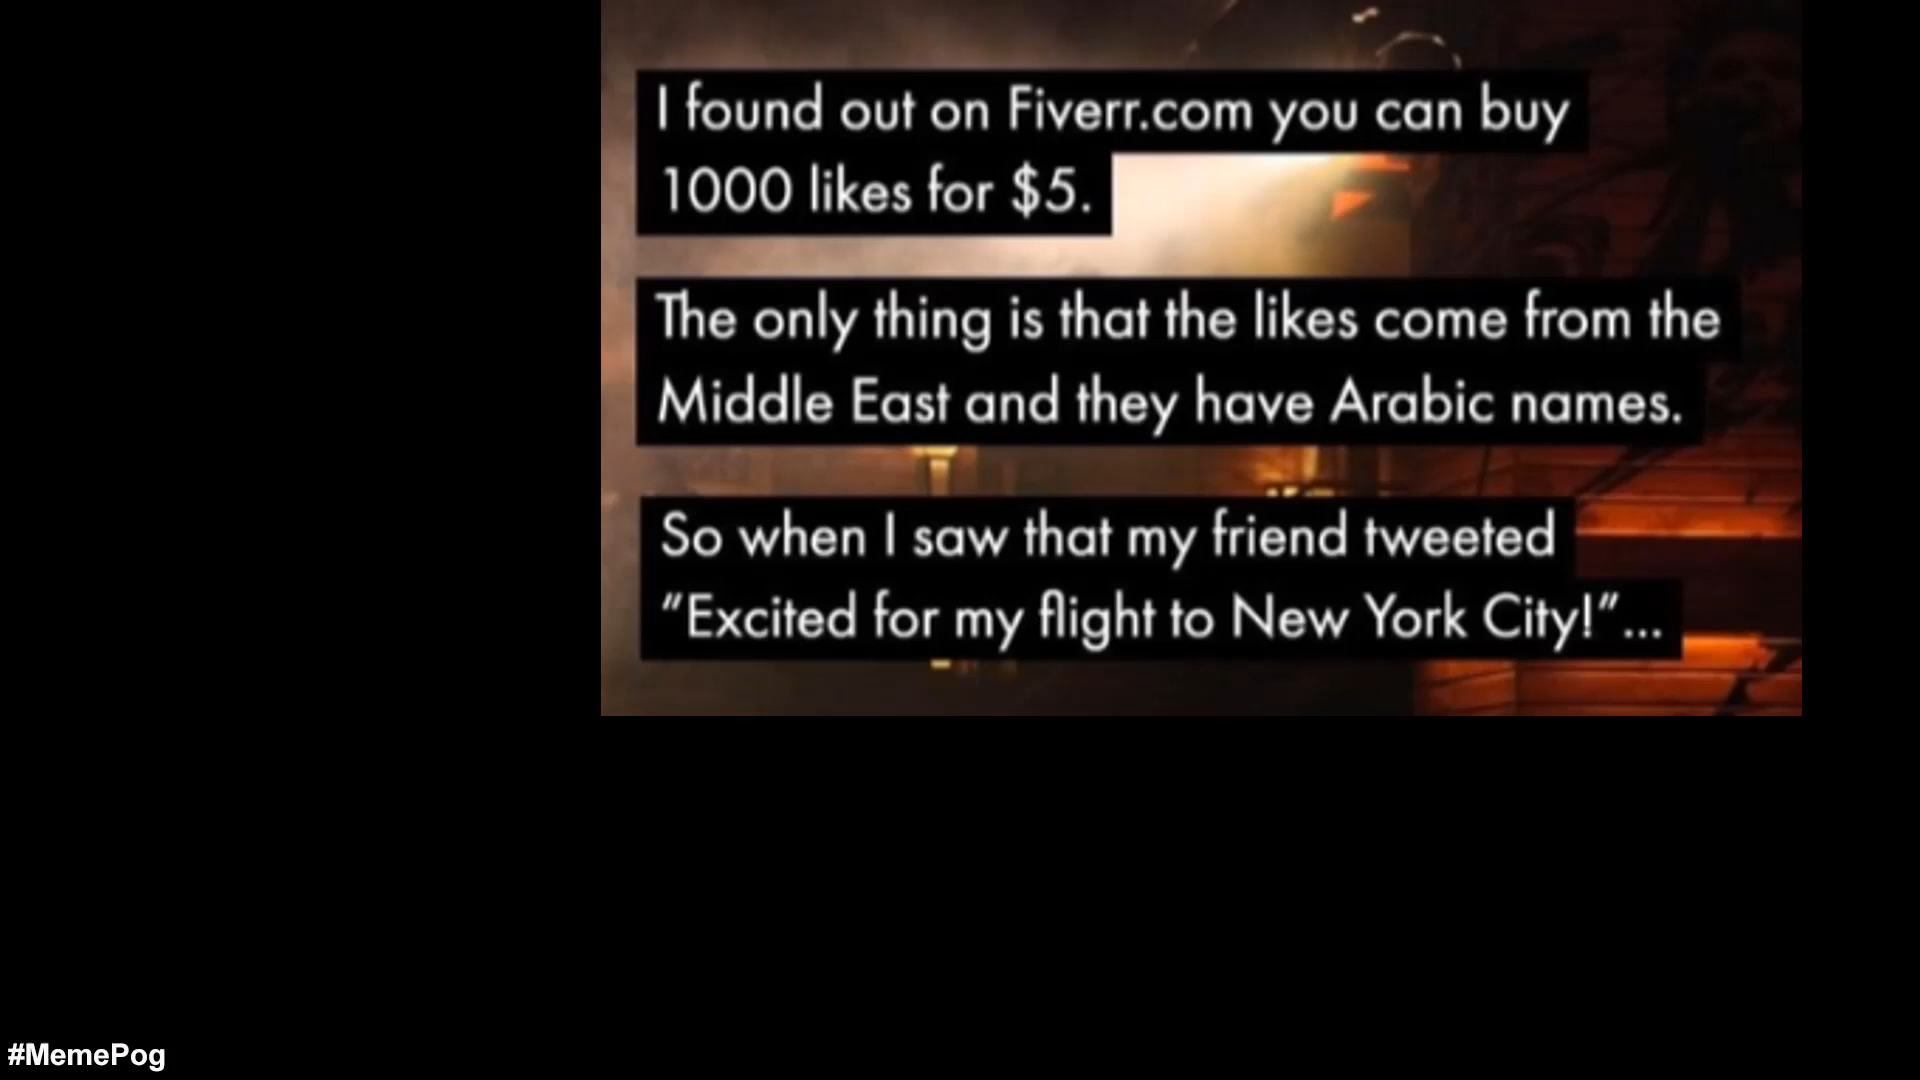 I found out on Fiverr.com you can buy
1000 likes for $5.
The only thing is that the likes come from the
Middle East and they have Arabic names.
So when I saw that my friend tweeted
“Excited for my flight to New York City!”...
#MemePog